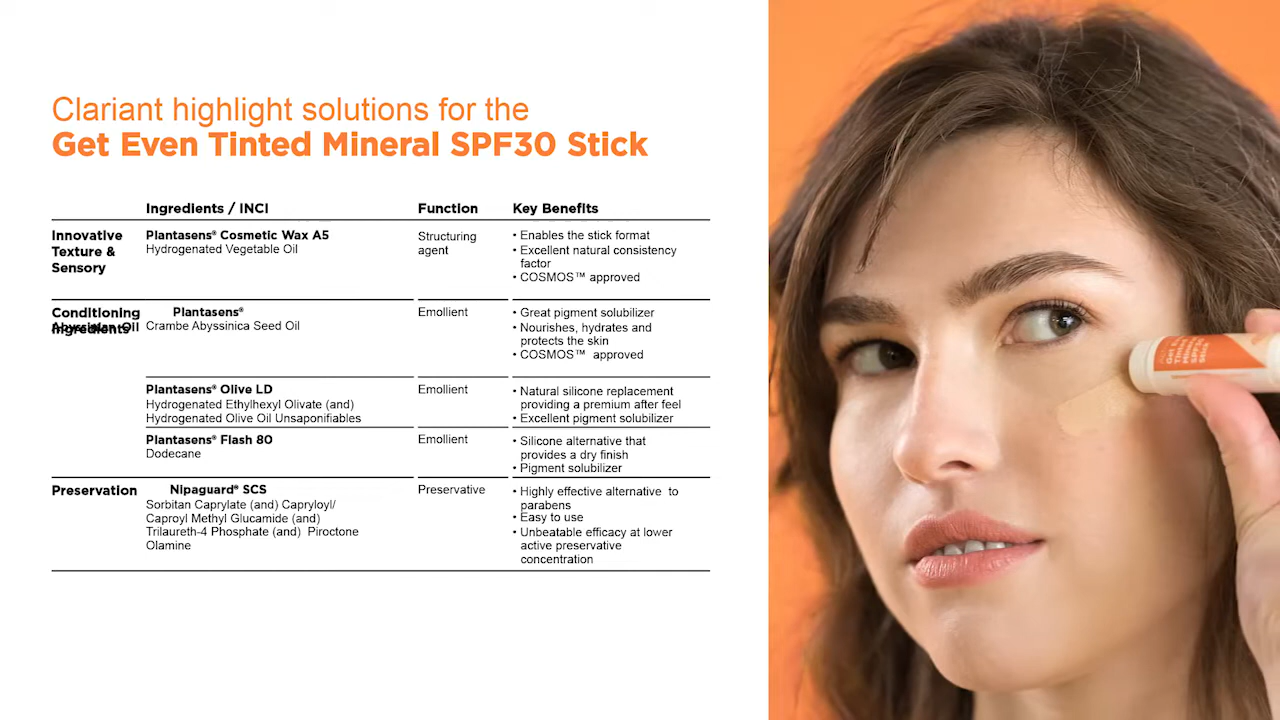 Clariant highlight solutions for the
Get Even Tinted Mineral SPF30 Stick
Ingredients / INCI Function Key Benefits
Innovative Texture & Sensory
Plantasens® Cosmetic Wax A5
Hydrogenated Vegetable Oil
Structuring agent
• Enables the stick format
• Excellent natural consistency
factor
• COSMOS™ approved
Conditioning
Ingredients
Plantasens®
Abyssinian Oil
Crambe Abyssinica Seed Oil
Emollient
• Great pigment solubilizer
• Nourishes, hydrates and
protects the skin
• COSMOS™ approved
Plantasens® Olive LD
Hydrogenated Ethylhexyl Olivate (and)
Hydrogenated Olive Oil Unsaponifiables
Emollient
• Natural silicone replacement
providing a premium after feel
• Excellent pigment solubilizer
Plantasens® Flash 80
Dodecane
Emollient
• Silicone alternative that
provides a dry finish
• Pigment solubilizer
Preservation
Nipaguard® SCS
Sorbitan Caprylate (and) Capryloyl/
Caproyl Methyl Glucamide (and)
Trilaureth-4 Phosphate (and) Piroctone
Olamine
Preservative
• Highly effective alternative to
parabens
• Easy to use
• Unbeatable efficacy at lower
active preservative
concentration
Get Ev
Tinted
Mineral
SPF30
Stick